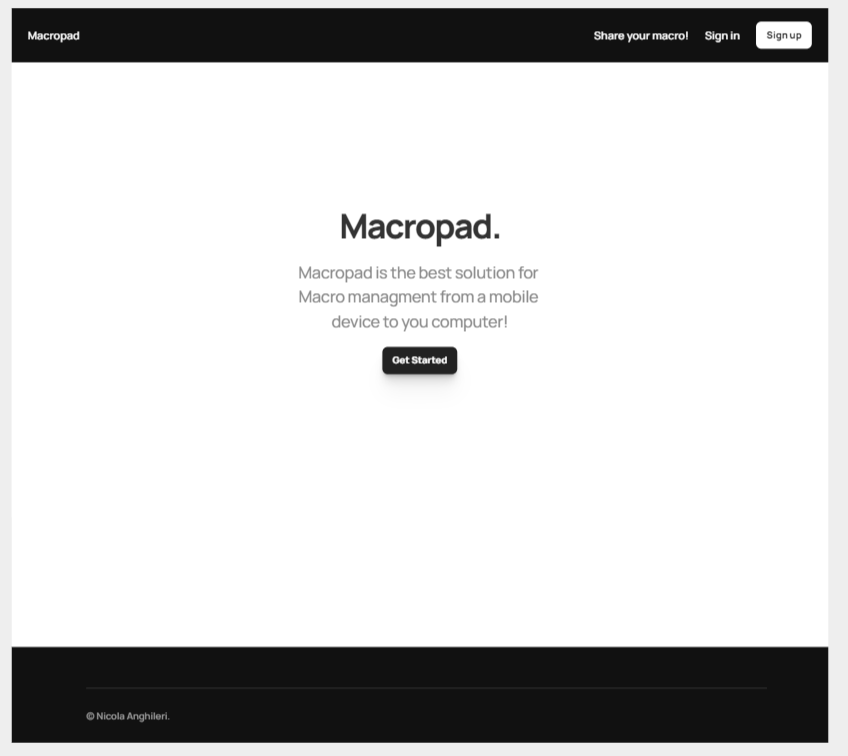 Macropad
Share your macro!
Sign in
Sign up
Macropad.
Macropad is the best solution for
Macro managment from a mobile
device to you computer!
Get Started
© Nicola Anghileri.